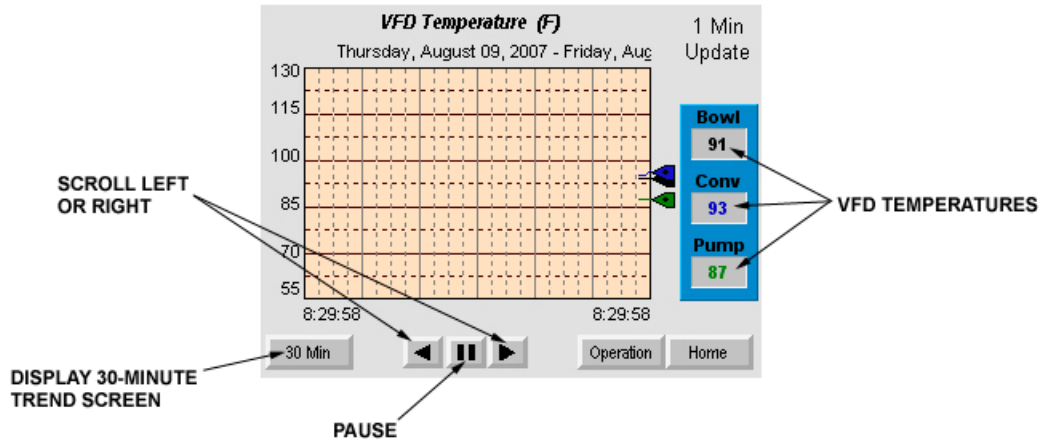 VFD Temperature (F)
1 Min
Update
Thursday, August 09, 2007 - Friday, Aug
130
115
100
85
70
55
8:29:58
8:29:58
Bowl
91
Conv
93
Pump
87
VFD TEMPERATURES
SCROLL LEFT
OR RIGHT
30 Min
Operation
Home
DISPLAY 30-MINUTE
TREND SCREEN
PAUSE